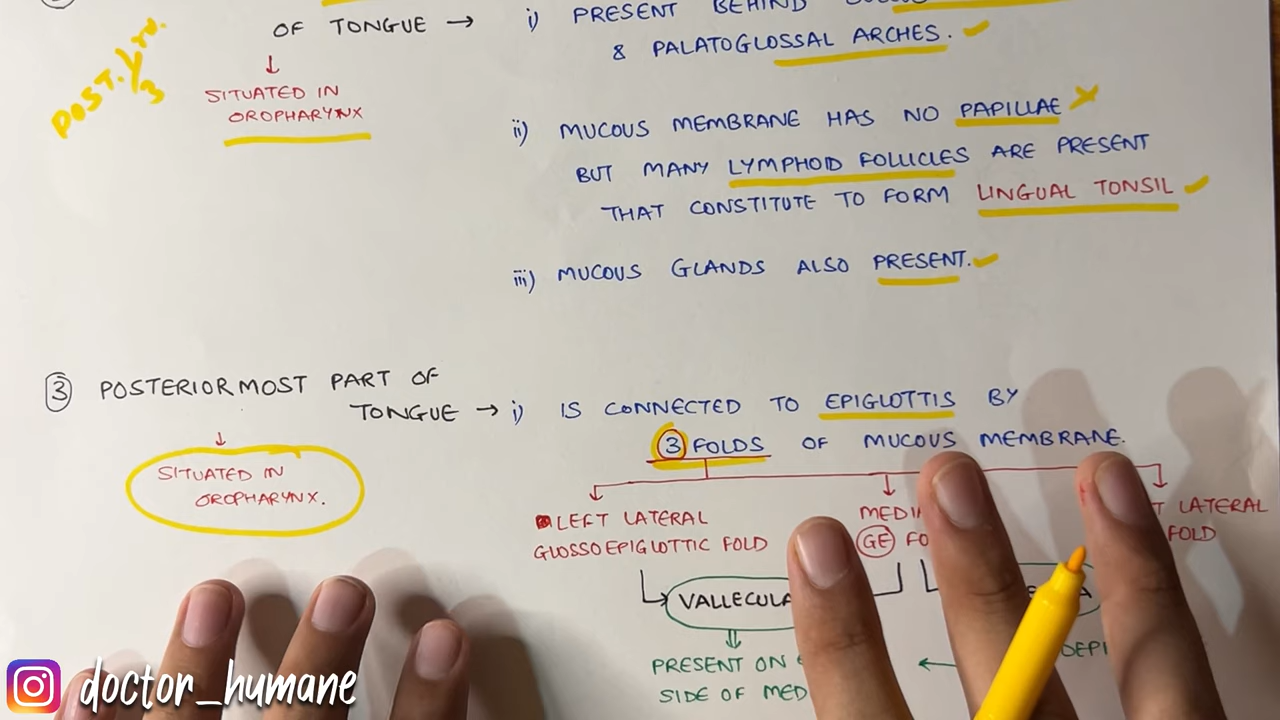 POST. 1/3 rd.
OF TONGUE → i) PRESENT BEHIND
& PALATOGLOSSAL ARCHES.
SITUATED IN
OROPHARYNX
ii) MUCOUS MEMBRANE HAS NO PAPILLAE
BUT MANY LYMPHOID FOLLICLES ARE PRESENT
THAT CONSTITUTE TO FORM LINGUAL TONSIL
iii) MUCOUS GLANDS ALSO PRESENT.
3 POSTERIORMOST PART OF
TONGUE → i) IS CONNECTED TO EPIGLOTTIS BY
3 FOLDS OF MUCOUS MEMBRANE.
SITUATED IN
OROPHARYNX.
LEFT LATERAL
GLOSSOEPIGLOTTIC FOLD
GE
LATERAL
FOLD
VALLECULA
PRESENT ON
SIDE OF
doctor_humane